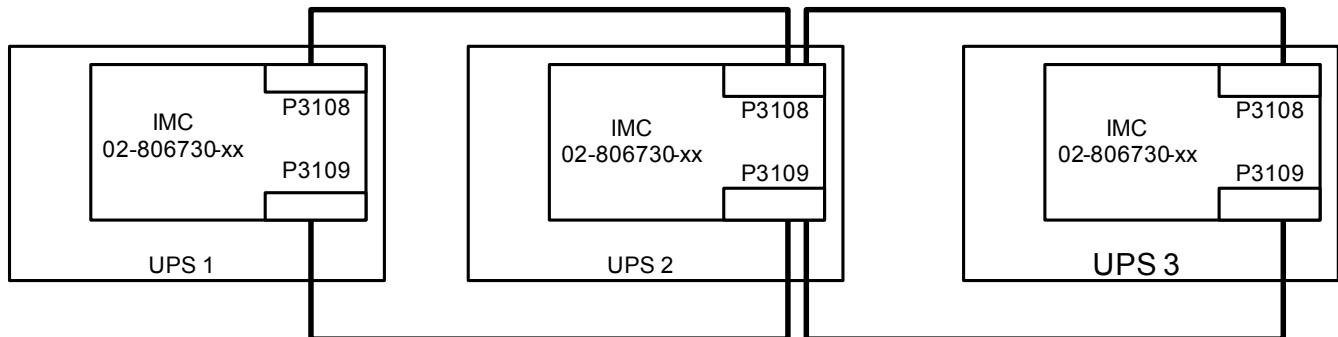 IMC
02-806730-xx
P3108
P3109
UPS 1
IMC
02-806730-xx
P3108
P3109
UPS 2
IMC
02-806730-xx
P3108
P3109
UPS 3